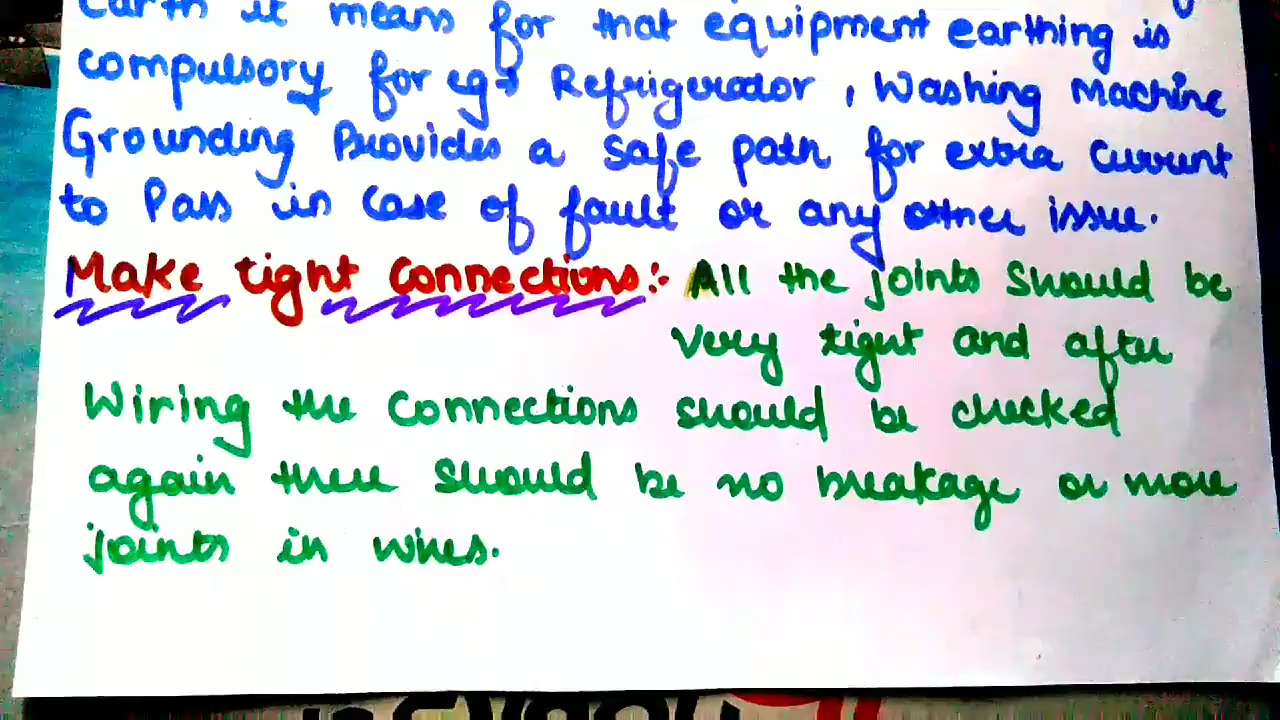 Earth it means for that equipment earthing is
compulsory for eg→ Refrigerator, Washing Machine
Grounding Provides a safe path for extra Current
to Pass in Case of fault or any other issue.
Make tight Connections:- All the joints should be
very tight and after
Wiring the Connections should be checked
again there should be no breakage or more
joints in wires.